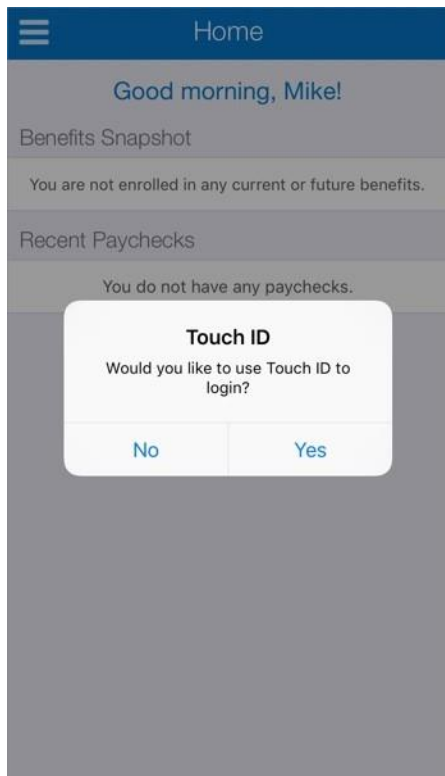 Home
Good morning, Mike!
Benefits Snapshot
You are not enrolled in any current or future benefits.
Recent Paychecks
You do not have any paychecks.
Touch ID
Would you like to use Touch ID to
login?
No Yes